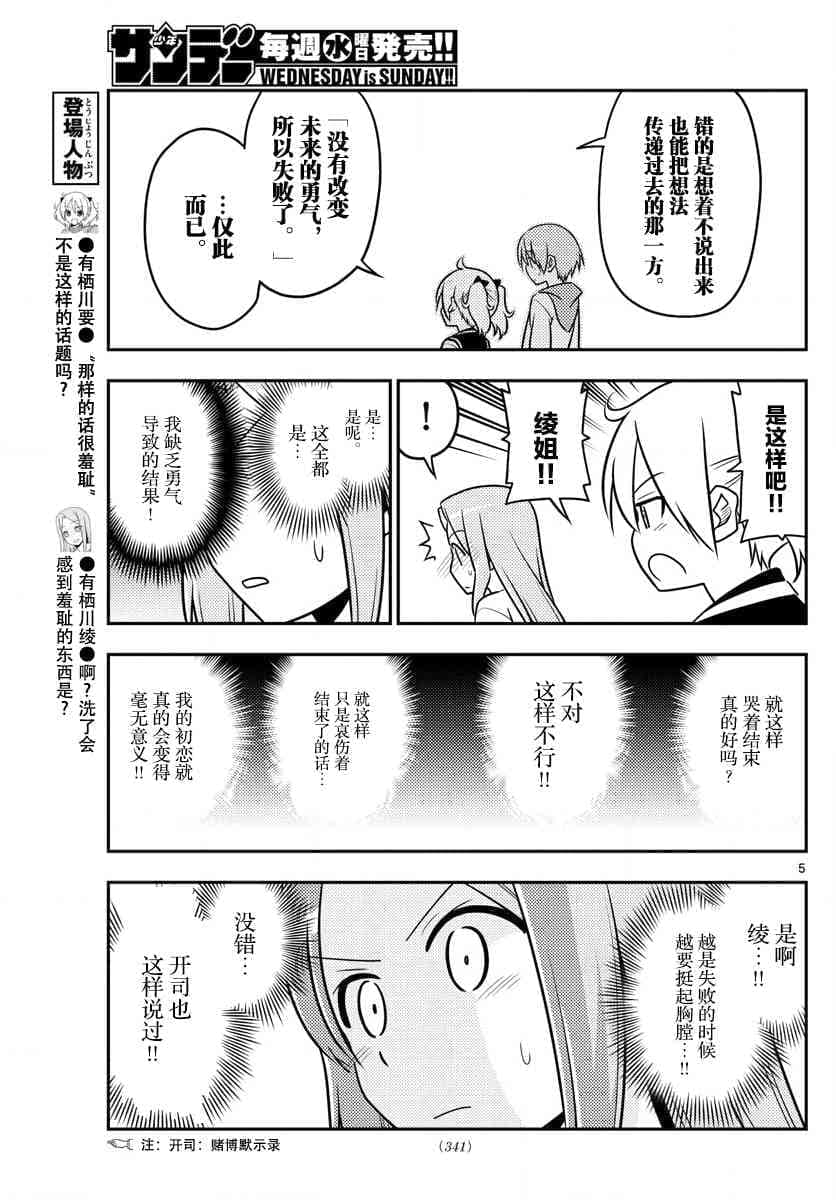 少年サンデー
毎週水曜日発売!!
WEDNESDAY is SUNDAY!!
登場人物
とうじょうじんぶつ
●有栖川要●“那样的话很羞耻”
不是这样的话题吗？
●有栖川绫●啊？洗了会
感到羞耻的东西是？
错的是想着不说出来
也能把想法
传递过去的那一方。
「没有改变
未来的勇气，
所以失败了。」
…仅此
而已。
是这样吧!!
绫姐!!
！
是…
是呢。
这全都
是…
我缺乏勇气
导致的结果！
就这样
哭着结束
真的好吗？
不对
这样不行!!
就这样
只是哀伤着
结束了的话…
我的初恋就
真的会变得
毫无意义!!
5
是啊
绫…!!
越是失败的时候
越要挺起胸膛…!!
没错…
开司也
这样说过!!
注：开司：赌博默示录
(341)